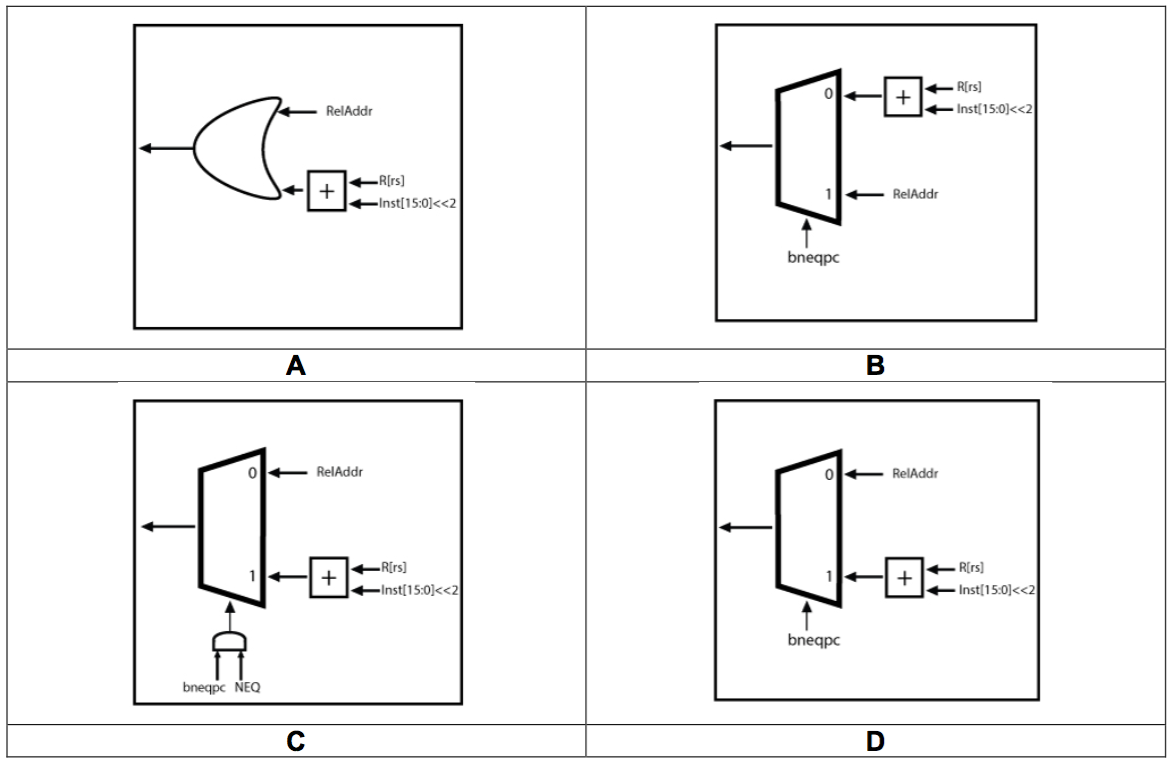 RelAddr
+
R[rs]
Inst[15:0]<<2
A
0
+
R[rs]
Inst[15:0]<<2
1
RelAddr
bneqpc
B
0
RelAddr
1
+
R[rs]
Inst[15:0]<<2
bneqpc NEQ
C
0
RelAddr
1
+
R[rs]
Inst[15:0]<<2
bneqpc
D